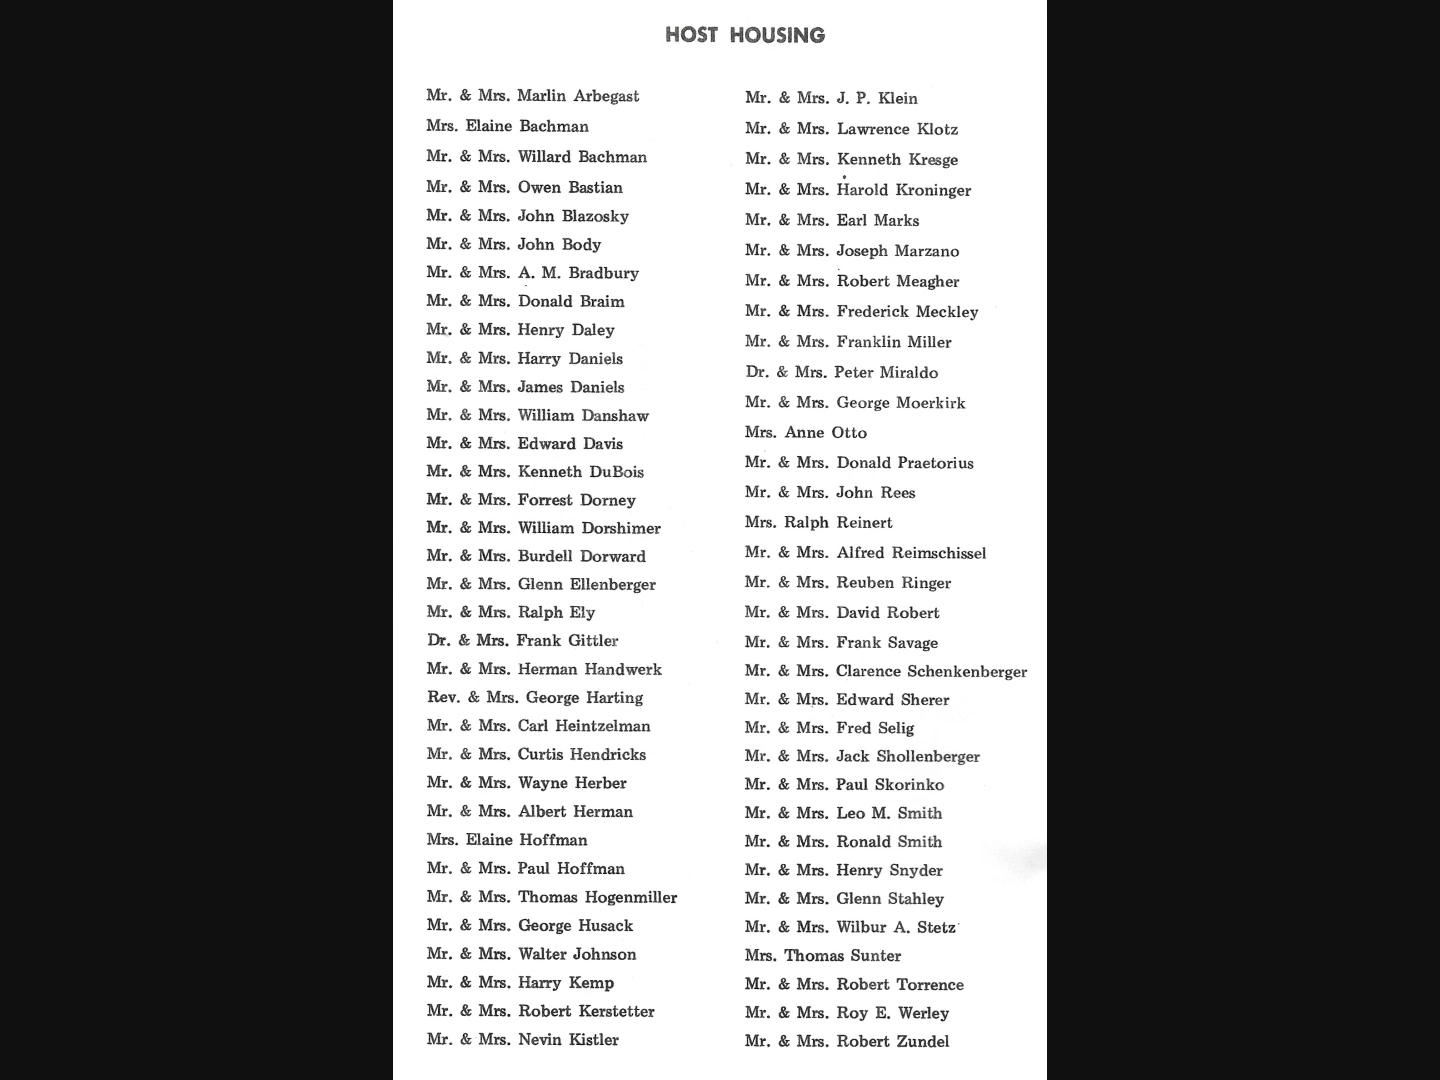 HOST HOUSING
Mr. & Mrs. Marlin Arbegast
Mrs. Elaine Bachman
Mr. & Mrs. Willard Bachman
Mr. & Mrs. Owen Bastian
Mr. & Mrs. John Blazosky
Mr. & Mrs. John Body
Mr. & Mrs. A. M. Bradbury
Mr. & Mrs. Donald Braim
Mr. & Mrs. Henry Daley
Mr. & Mrs. Harry Daniels
Mr. & Mrs. James Daniels
Mr. & Mrs. William Danshaw
Mr. & Mrs. Edward Davis
Mr. & Mrs. Kenneth DuBois
Mr. & Mrs. Forrest Dorney
Mr. & Mrs. William Dorshimer
Mr. & Mrs. Burdell Dorward
Mr. & Mrs. Glenn Ellenberger
Mr. & Mrs. Ralph Ely
Dr. & Mrs. Frank Gittler
Mr. & Mrs. Herman Handwerk
Rev. & Mrs. George Harting
Mr. & Mrs. Carl Heintzelman
Mr. & Mrs. Curtis Hendricks
Mr. & Mrs. Wayne Herber
Mr. & Mrs. Albert Herman
Mrs. Elaine Hoffman
Mr. & Mrs. Paul Hoffman
Mr. & Mrs. Thomas Hogenmiller
Mr. & Mrs. George Husack
Mr. & Mrs. Walter Johnson
Mr. & Mrs. Harry Kemp
Mr. & Mrs. Robert Kerstetter
Mr. & Mrs. Nevin Kistler
Mr. & Mrs. J. P. Klein
Mr. & Mrs. Lawrence Klotz
Mr. & Mrs. Kenneth Kresge
Mr. & Mrs. Harold Kroninger
Mr. & Mrs. Earl Marks
Mr. & Mrs. Joseph Marzano
Mr. & Mrs. Robert Meagher
Mr. & Mrs. Frederick Meckley
Mr. & Mrs. Franklin Miller
Dr. & Mrs. Peter Miraldo
Mr. & Mrs. George Moerkirk
Mrs. Anne Otto
Mr. & Mrs. Donald Praetorius
Mr. & Mrs. John Rees
Mrs. Ralph Reinert
Mr. & Mrs. Alfred Reimschissel
Mr. & Mrs. Reuben Ringer
Mr. & Mrs. David Robert
Mr. & Mrs. Frank Savage
Mr. & Mrs. Clarence Schenkenberger
Mr. & Mrs. Edward Sherer
Mr. & Mrs. Fred Selig
Mr. & Mrs. Jack Shollenberger
Mr. & Mrs. Paul Skorinko
Mr. & Mrs. Leo M. Smith
Mr. & Mrs. Ronald Smith
Mr. & Mrs. Henry Snyder
Mr. & Mrs. Glenn Stahley
Mr. & Mrs. Wilbur A. Stetz
Mrs. Thomas Sunter
Mr. & Mrs. Robert Torrence
Mr. & Mrs. Roy E. Werley
Mr. & Mrs. Robert Zundel